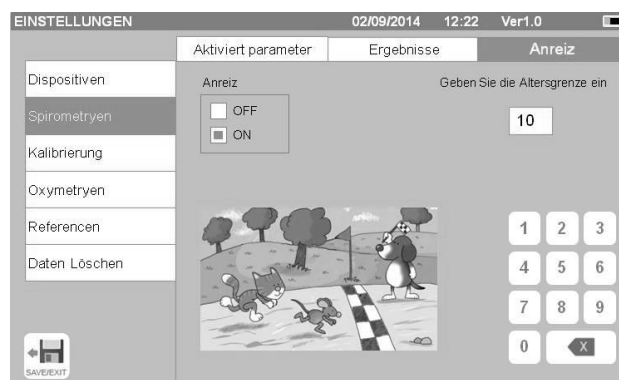 EINSTELLUNGEN 02/09/2014 12:22 Ver1.0
Aktiviert parameter Ergebnisse Anreiz
Dispositiven
Spirometryen
Kalibrierung
Oxymetryen
Referencen
Daten Löschen
SAVE/EXIT
Anreiz
OFF
ON
Geben Sie die Altersgrenze ein
10
1 2 3
4 5 6
7 8 9
0 X